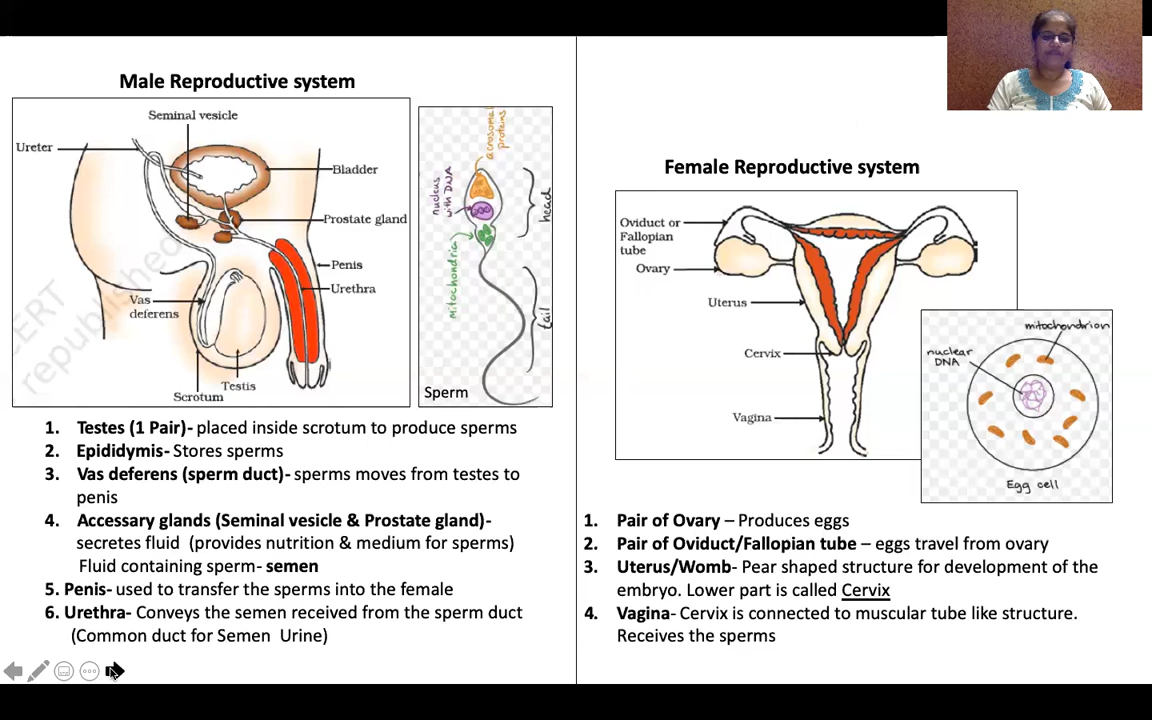 Male Reproductive system
Seminal vesicle
Ureter
Bladder
Prostate gland
Penis
Urethra
Vas
deferens
Testis
Scrotum
republished
acrosomal
proteins
nucleus
with DNA
head
Mitochondria
tail
Sperm
1. Testes (1 Pair)- placed inside scrotum to produce sperms
2. Epididymis- Stores sperms
3. Vas deferens (sperm duct)- sperms moves from testes to
penis
4. Accessary glands (Seminal vesicle & Prostate gland)-
secretes fluid (provides nutrition & medium for sperms)
Fluid containing sperm- semen
5. Penis- used to transfer the sperms into the female
6. Urethra- Conveys the semen received from the sperm duct
(Common duct for Semen Urine)
Female Reproductive system
Oviduct or
Fallopian
tube
Ovary
Uterus
Cervix
Vagina
mitochondrion
nuclear
DNA
Egg cell
1. Pair of Ovary – Produces eggs
2. Pair of Oviduct/Fallopian tube – eggs travel from ovary
3. Uterus/Womb- Pear shaped structure for development of the
embryo. Lower part is called Cervix
4. Vagina- Cervix is connected to muscular tube like structure.
Receives the sperms